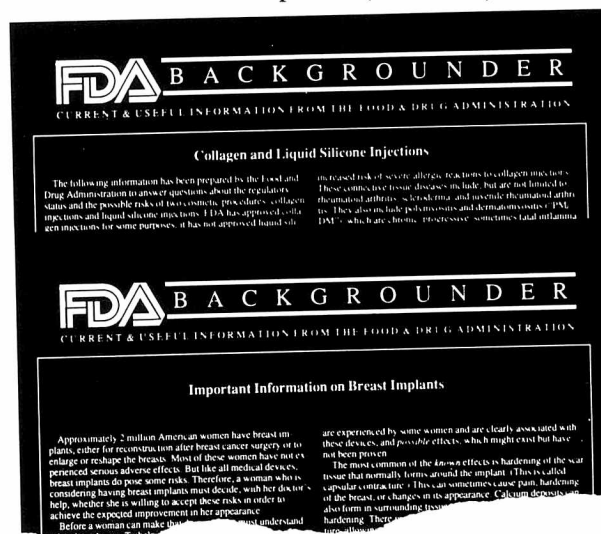 FDA BACKGROUNDER
CURRENT & USEFUL INFORMATION FROM THE FOOD & DRUG ADMINISTRATION
Collagen and Liquid Silicone Injections
The following information has been prepared by the Food and
Drug Administration to answer questions about the regulatory
status and the possible risks of two cosmetic procedures: collagen
injections and liquid silicone injections. FDA has approved colla
gen injections for some purposes, it has not approved liquid sili
increased risk of severe allergic reactions to collagen injections.
These connective tissue diseases include, but are not limited to
rheumatoid arthritis, scleroderma, and juvenile rheumatoid arthri
tis. They also include polymyositis and dermatomyositis ("PM/
DM"), which are chronic, progressive, sometimes fatal inflamma
FDA BACKGROUNDER
CURRENT & USEFUL INFORMATION FROM THE FOOD & DRUG ADMINISTRATION
Important Information on Breast Implants
Approximately 2 million American women have breast im
plants, either for reconstruction after breast cancer surgery or to
enlarge or reshape the breasts. Most of these women have not ex
perienced serious adverse effects. But like all medical devices,
breast implants do pose some risks. Therefore, a woman who is
considering having breast implants must decide, with her doctor's
help, whether she is willing to accept these risks in order to
achieve the expected improvement in her appearance
Before a woman can make that must understand
are experienced by some women and are clearly associated with
these devices, and possible effects, which might exist but have
not been proven
The most common of the known effects is hardening of the scar
tissue that normally forms around the implant (This is called
capsular contracture.) This can sometimes cause pain, hardening
of the breast, or changes in its appearance. Calcium deposits can
also form in surrounding tissue
hardening. There